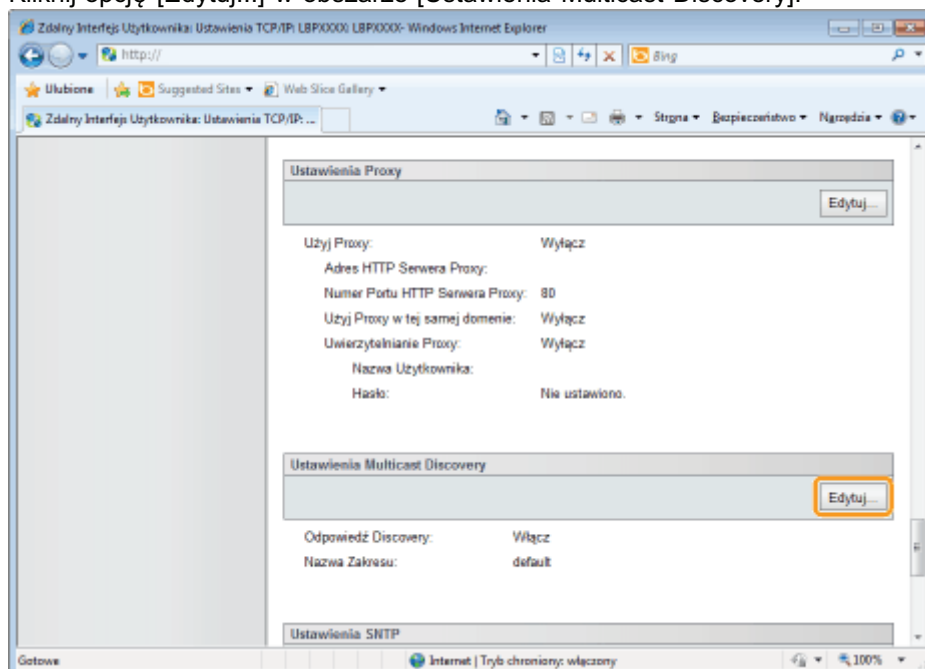 Kliknij opcję [Edytuj...] w obszarze [Ustawienia Multicast Discovery].
Zdalny Interfejs Użytkownika: Ustawienia TCP/IP: LBPXXXX: LBPXXXX- Windows Internet Explorer
http://
Bing
Ulubione Suggested Sites Web Slice Gallery
Zdalny Interfejs Użytkownika: Ustawienia TCP/IP: ... Strona Bezpieczeństwo Narzędzia
Ustawienia Proxy
Edytuj...
Użyj Proxy: Wyłącz
Adres HTTP Serwera Proxy:
Numer Portu HTTP Serwera Proxy: 80
Użyj Proxy w tej samej domenie: Wyłącz
Uwierzytelnianie Proxy: Wyłącz
Nazwa Użytkownika:
Hasło: Nie ustawiono.
Ustawienia Multicast Discovery
Edytuj...
Odpowiedź Discovery: Włącz
Nazwa Zakresu: default
Ustawienia SNTP
Gotowe Internet | Tryb chroniony: włączony 100%